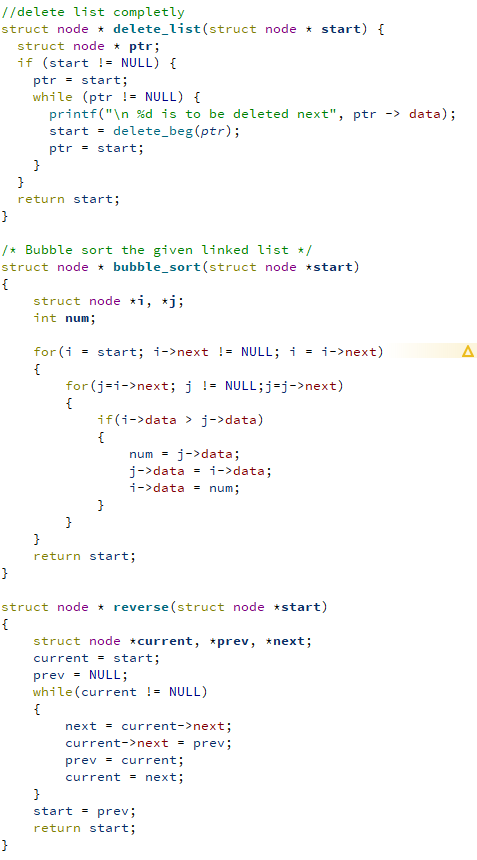 //delete list completly
struct node * delete_list(struct node * start) {
  struct node * ptr;
  if (start != NULL) {
    ptr = start;
    while (ptr != NULL) {
      printf("\n %d is to be deleted next", ptr -> data);
      start = delete_beg(ptr);
      ptr = start;
    }
  }
  return start;
}

/* Bubble sort the given linked list */
struct node * bubble_sort(struct node *start)
{
    struct node *i, *j;
    int num;

    for(i = start; i->next != NULL; i = i->next)
    {
        for(j=i->next; j != NULL;j=j->next)
        {
            if(i->data > j->data)
            {
                num = j->data;
                j->data = i->data;
                i->data = num;
            }
        }
    }
    return start;
}

struct node * reverse(struct node *start)
{
    struct node *current, *prev, *next;
    current = start;
    prev = NULL;
    while(current != NULL)
    {
        next = current->next;
        current->next = prev;
        prev = current;
        current = next;
    }
    start = prev;
    return start;
}